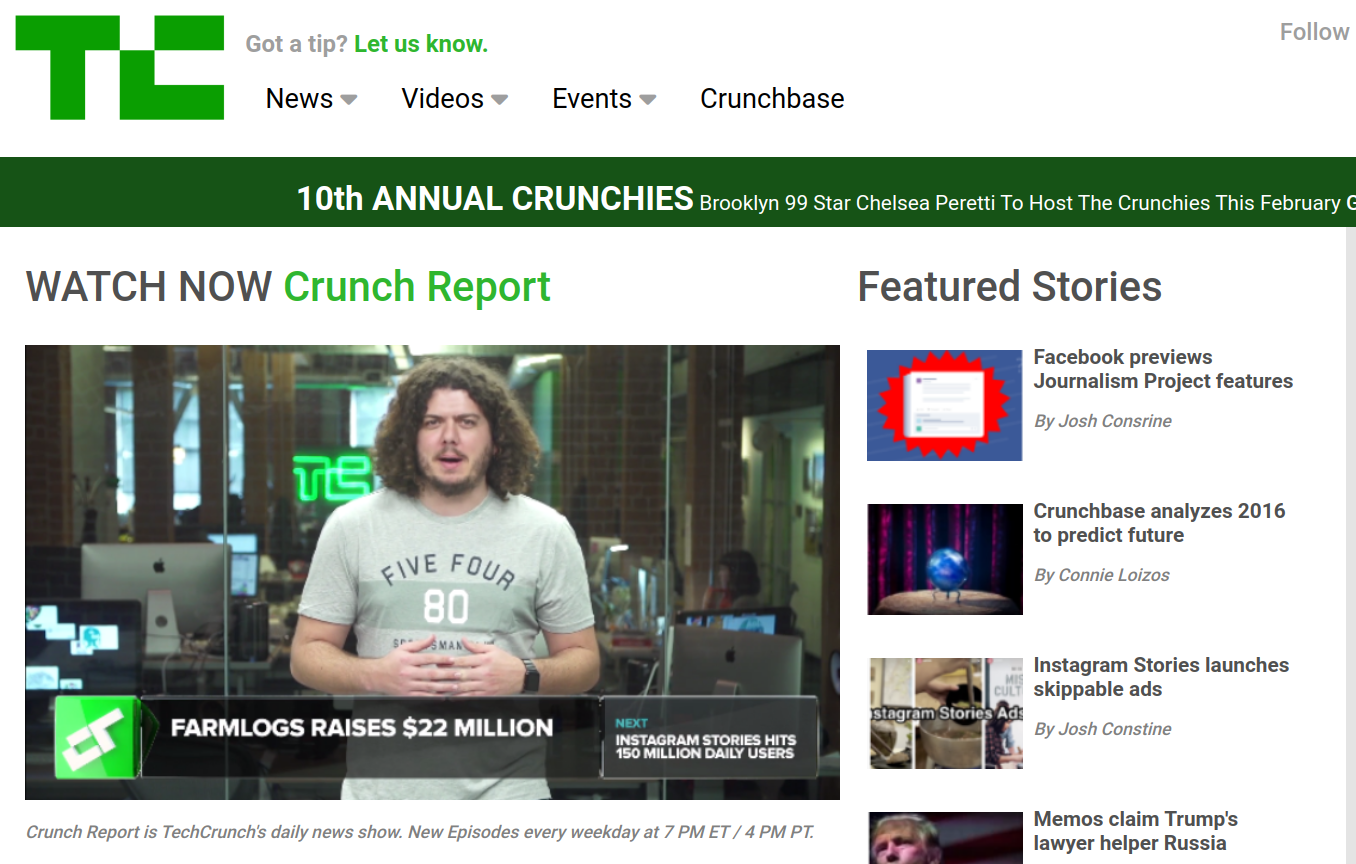 TC
Got a tip? Let us know.
Follow
News Videos Events Crunchbase
10th ANNUAL CRUNCHIES Brooklyn 99 Star Chelsea Peretti To Host The Crunchies This February G
WATCH NOW Crunch Report
TC
FIVE FOUR
80
FARMLOGS RAISES $22 MILLION
NEXT
INSTAGRAM STORIES HITS
150 MILLION DAILY USERS
Crunch Report is TechCrunch's daily news show. New Episodes every weekday at 7 PM ET / 4 PM PT.
Featured Stories
Facebook previews
Journalism Project features
By Josh Consrine
Crunchbase analyzes 2016
to predict future
By Connie Loizos
stagram Stories Ads
MIS
CULT
Instagram Stories launches
skippable ads
By Josh Constine
Memos claim Trump's
lawyer helper Russia